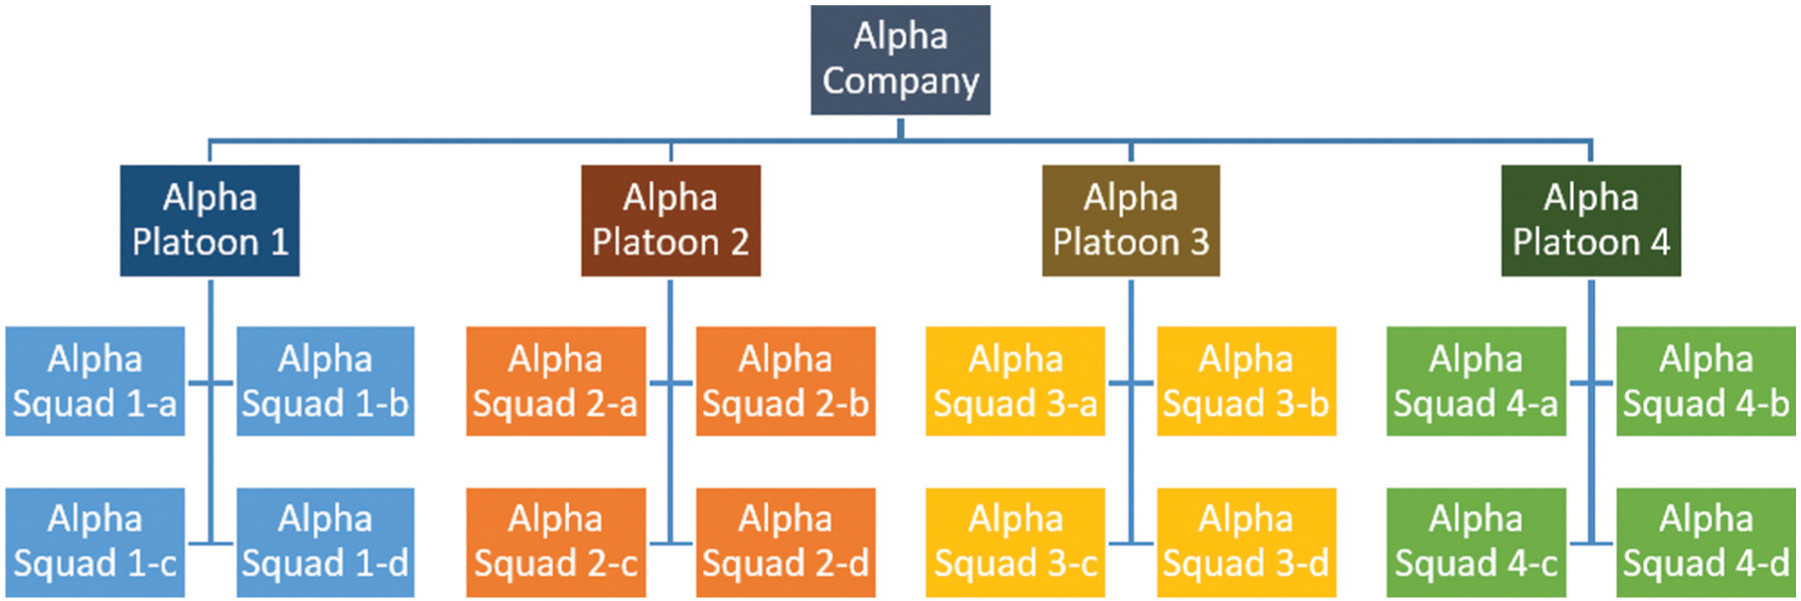 Alpha
Company
Alpha
Platoon 1
Alpha
Platoon 2
Alpha
Platoon 3
Alpha
Platoon 4
Alpha
Squad 1-a
Alpha
Squad 1-b
Alpha
Squad 2-a
Alpha
Squad 2-b
Alpha
Squad 3-a
Alpha
Squad 3-b
Alpha
Squad 4-a
Alpha
Squad 4-b
Alpha
Squad 1-c
Alpha
Squad 1-d
Alpha
Squad 2-c
Alpha
Squad 2-d
Alpha
Squad 3-c
Alpha
Squad 3-d
Alpha
Squad 4-c
Alpha
Squad 4-d